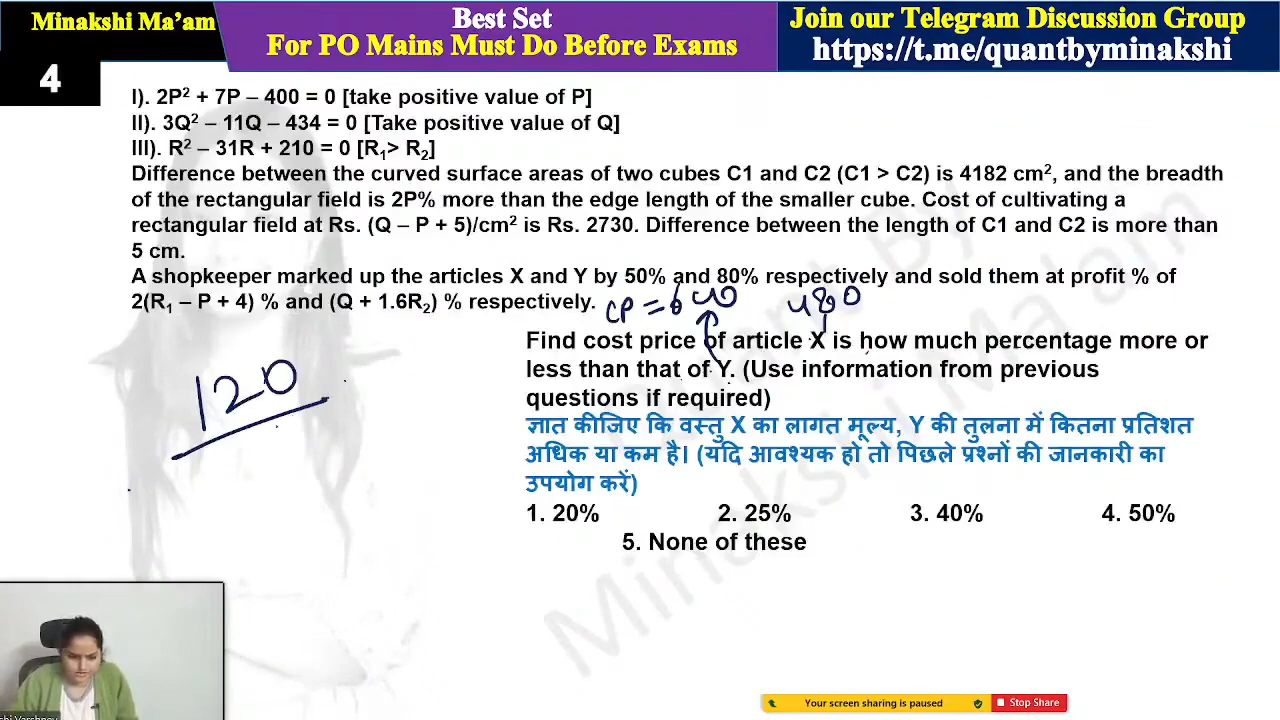 Minakshi Ma’am
Best Set
For PO Mains Must Do Before Exams
Join our Telegram Discussion Group
https://t.me/quantbyminakshi
4
I). 2P² + 7P – 400 = 0 [take positive value of P]
II). 3Q² – 11Q – 434 = 0 [Take positive value of Q]
III). R² – 31R + 210 = 0 [R₁> R₂]
Difference between the curved surface areas of two cubes C1 and C2 (C1 > C2) is 4182 cm², and the breadth
of the rectangular field is 2P% more than the edge length of the smaller cube. Cost of cultivating a
rectangular field at Rs. (Q – P + 5)/cm² is Rs. 2730. Difference between the length of C1 and C2 is more than
5 cm.
A shopkeeper marked up the articles X and Y by 50% and 80% respectively and sold them at profit % of
2(R₁ – P + 4) % and (Q + 1.6R₂) % respectively.
CP = 640 480
Find cost price of article X is how much percentage more or
less than that of Y. (Use information from previous
questions if required)
120
ज्ञात कीजिए कि वस्तु X का लागत मूल्य, Y की तुलना में कितना प्रतिशत
अधिक या कम है। (यदि आवश्यक हो तो पिछले प्रश्नों की जानकारी का
उपयोग करें)
1. 20% 2. 25% 3. 40% 4. 50%
5. None of these
Your screen sharing is paused
Stop Share